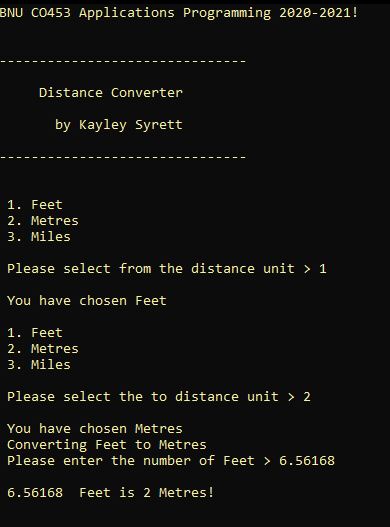 BNU CO453 Applications Programming 2020-2021!
-------------------------------
Distance Converter
by Kayley Syrett
-------------------------------
1. Feet
2. Metres
3. Miles
Please select from the distance unit > 1
You have chosen Feet
1. Feet
2. Metres
3. Miles
Please select the to distance unit > 2
You have chosen Metres
Converting Feet to Metres
Please enter the number of Feet > 6.56168
6.56168  Feet is 2 Metres!